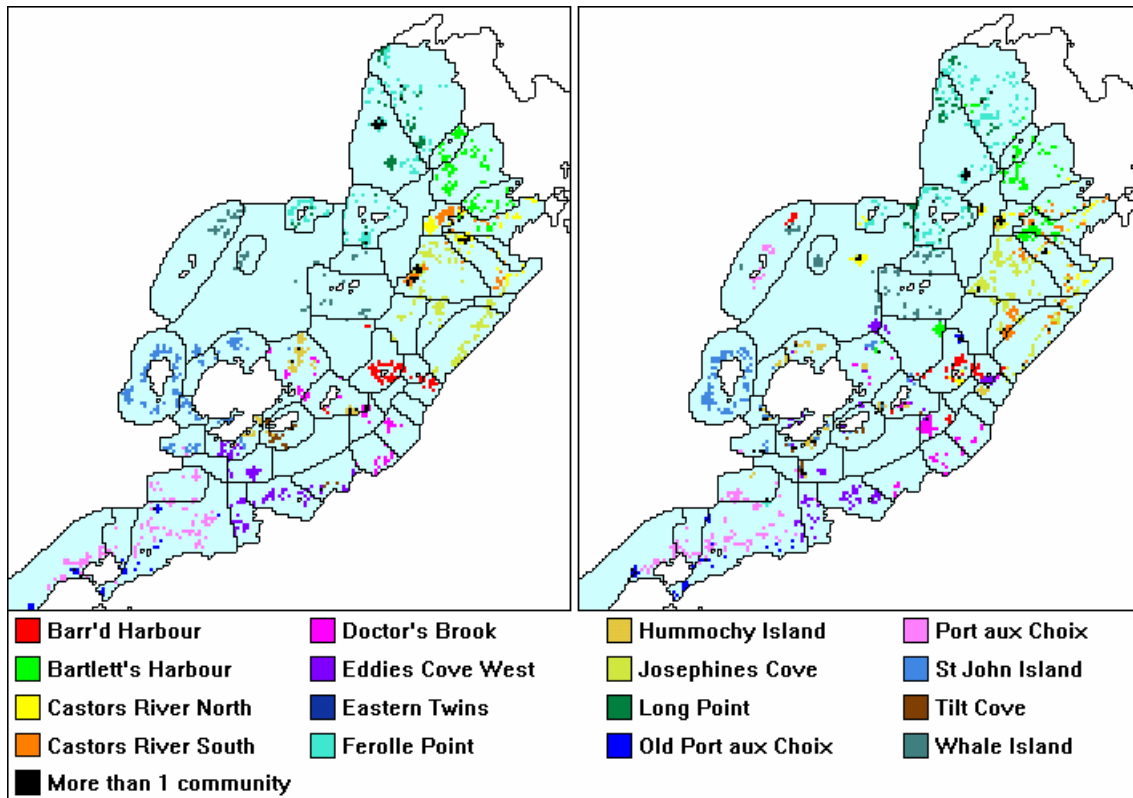 Barr'd Harbour
Doctor's Brook
Hummochy Island
Port aux Choix
Bartlett's Harbour
Eddies Cove West
Josephines Cove
St John Island
Castors River North
Eastern Twins
Long Point
Tilt Cove
Castors River South
Ferolle Point
Old Port aux Choix
Whale Island
More than 1 community